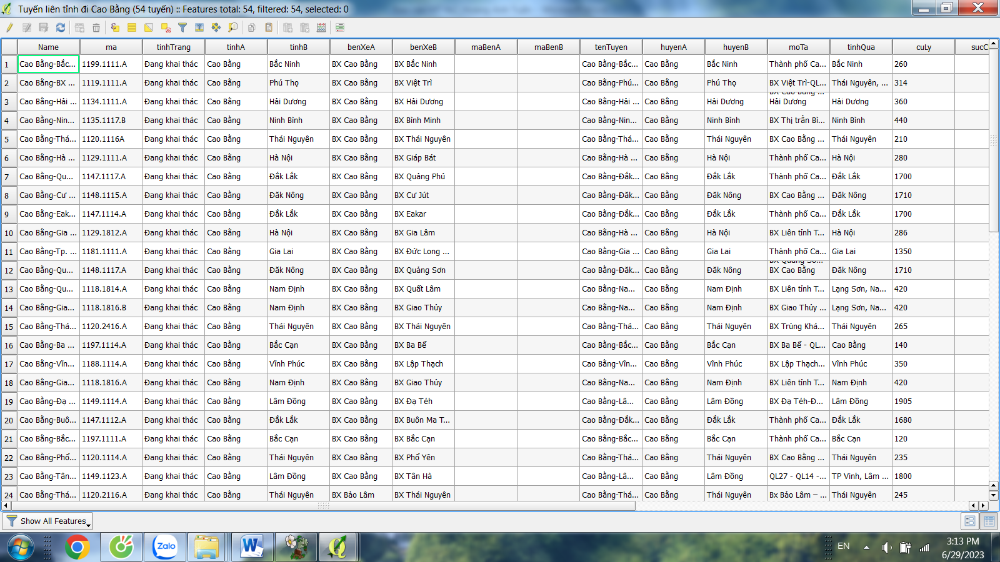 Tuyến liên tỉnh đi Cao Bằng (54 tuyến) :: Features total: 54, filtered: 54, selected: 0
Name ma tinhTrang tinhA tinhB benXeA benXeB maBenA maBenB tenTuyen huyenA huyenB moTa tinhQua cuLy sucC
1 Cao Bằng-Bắc... 1199.1111.A Đang khai thác Cao Bằng Bắc Ninh BX Cao Bằng BX Bắc Ninh Cao Bằng-Bắc... Cao Bằng Bắc Ninh Thành phố Ca... Bắc Ninh 260
2 Cao Bằng-BX ... 1119.1111.A Đang khai thác Cao Bằng Phú Thọ BX Cao Bằng BX Việt Trì Cao Bằng-Phú... Cao Bằng Phú Thọ BX Việt Trì-QL... Thái Nguyên, ... 314
3 Cao Bằng-Hải ... 1134.1111.A Đang khai thác Cao Bằng Hải Dương BX Cao Bằng BX Hải Dương Cao Bằng-Hải ... Cao Bằng Hải Dương BX Cao Bằng ... Hải Dương Hải Dương 360
4 Cao Bằng-Nin... 1135.1117.B Đang khai thác Cao Bằng Ninh Bình BX Cao Bằng BX Bình Minh Cao Bằng-Nin... Cao Bằng Ninh Bình BX Thị trấn Bì... Ninh Bình 440
5 Cao Bằng-Thá... 1120.1116A Đang khai thác Cao Bằng Thái Nguyên BX Cao Bằng BX Thái Nguyên Cao Bằng-Thá... Cao Bằng Thái Nguyên BX Cao Bằng ... Thái Nguyên 210
6 Cao Bằng-Hà ... 1129.1111.A Đang khai thác Cao Bằng Hà Nội BX Cao Bằng BX Giáp Bát Cao Bằng-Hà ... Cao Bằng Hà Nội Thành phố Ca... Hà Nội 280
7 Cao Bằng-Qu... 1147.1117.A Đang khai thác Cao Bằng Đắk Lắk BX Cao Bằng BX Quảng Phú Cao Bằng-Đắk... Cao Bằng Đắk Lắk Thành phố Ca... Đắk Lắk 1700
8 Cao Bằng-Cư ... 1148.1115.A Đang khai thác Cao Bằng Đăk Nông BX Cao Bằng BX Cư Jút Cao Bằng-Đăk... Cao Bằng Đăk Nông BX Cao Bằng ... Đăk Nông 1710
9 Cao Bằng-Eak... 1147.1114.A Đang khai thác Cao Bằng Đắk Lắk BX Cao Bằng BX Eakar Cao Bằng-Đắk... Cao Bằng Đắk Lắk Thành phố Ca... Đắk Lắk 1700
10 Cao Bằng-Gia ... 1129.1812.A Đang khai thác Cao Bằng Hà Nội BX Cao Bằng BX Gia Lâm Cao Bằng-Hà ... Cao Bằng Hà Nội BX Liên tỉnh T... Hà Nội 286
11 Cao Bằng-Tp. ... 1181.1111.A Đang khai thác Cao Bằng Gia Lai BX Cao Bằng BX Đức Long ... Cao Bằng-Gia ... Cao Bằng Gia Lai Thành phố Ca... Gia Lai 1350
12 Cao Bằng-Qu... 1148.1117.A Đang khai thác Cao Bằng Đăk Nông BX Cao Bằng BX Quảng Sơn Cao Bằng-Đăk... Cao Bằng Đăk Nông BX Quảng Sơ... BX Cao Bằng Đăk Nông 1710
13 Cao Bằng-Qu... 1118.1814.A Đang khai thác Cao Bằng Nam Định BX Cao Bằng BX Quất Lâm Cao Bằng-Na... Cao Bằng Nam Định BX Liên tỉnh T... Lạng Sơn, Na... 420
14 Cao Bằng-Gia... 1118.1816.B Đang khai thác Cao Bằng Nam Định BX Cao Bằng BX Giao Thủy Cao Bằng-Na... Cao Bằng Nam Định BX Giao Thủy ... Lạng Sơn, Na... 420
15 Cao Bằng-Thá... 1120.2416.A Đang khai thác Cao Bằng Thái Nguyên BX Cao Bằng BX Thái Nguyên Cao Bằng-Thá... Cao Bằng Thái Nguyên BX Trùng Khá... Thái Nguyên 265
16 Cao Bằng-Ba ... 1197.1114.A Đang khai thác Cao Bằng Bắc Cạn BX Cao Bằng BX Ba Bể Cao Bằng-Bắc... Cao Bằng Bắc Cạn BX Ba Bể - QL... Cao Bằng 140
17 Cao Bằng-Vĩn... 1188.1114.A Đang khai thác Cao Bằng Vĩnh Phúc BX Cao Bằng BX Lập Thạch Cao Bằng-Vĩn... Cao Bằng Vĩnh Phúc BX Lập Thạch... Vĩnh Phúc 350
18 Cao Bằng-Gia... 1118.1816.A Đang khai thác Cao Bằng Nam Định BX Cao Bằng BX Giao Thủy Cao Bằng-Na... Cao Bằng Nam Định BX Liên tỉnh T... Nam Định 420
19 Cao Bằng-Đạ ... 1149.1114.A Đang khai thác Cao Bằng Lâm Đồng BX Cao Bằng BX Đạ Tẻh Cao Bằng-Lâ... Cao Bằng Lâm Đồng BX Đạ Tẻh-Đ... Lâm Đồng 1905
20 Cao Bằng-Buô... 1147.1112.A Đang khai thác Cao Bằng Đắk Lắk BX Cao Bằng BX Buôn Ma T... Cao Bằng-Đắk... Cao Bằng Đắk Lắk Thành phố Ca... Đắk Lắk 1680
21 Cao Bằng-Bắc... 1197.1111.A Đang khai thác Cao Bằng Bắc Cạn BX Cao Bằng BX Bắc Cạn Cao Bằng-Bắc... Cao Bằng Bắc Cạn Thành phố Ca... Bắc Cạn 120
22 Cao Bằng-Phố... 1120.1114.A Đang khai thác Cao Bằng Thái Nguyên BX Cao Bằng BX Phố Yên Cao Bằng-Thá... Cao Bằng Thái Nguyên BX Cao Bằng ... Thái Nguyên 235
23 Cao Bằng-Tân... 1149.1123.A Đang khai thác Cao Bằng Lâm Đồng BX Cao Bằng BX Tân Hà Cao Bằng-Lâ... Cao Bằng Lâm Đồng QL27 - QL14 -... TP Vinh, Lâm ... 1800
24 Cao Bằng-Thá... 1120.2116.A Đang khai thác Cao Bằng Thái Nguyên BX Bảo Lâm BX Thái Nguyên Cao Bằng-Thá... Cao Bằng Thái Nguyên Bx Bảo Lâm – ... Thái Nguyên 245
Show All Features
Zalo
EN
3:13 PM
6/29/2023